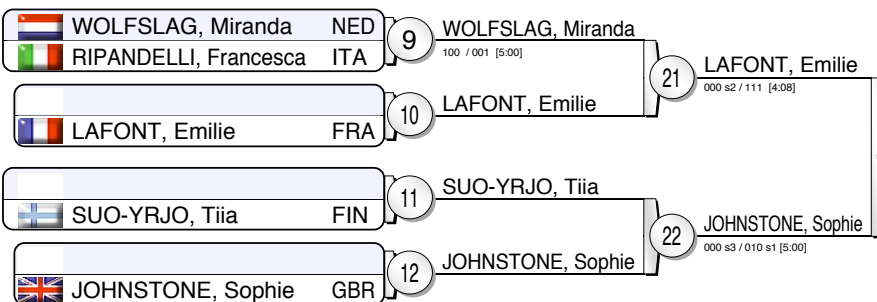 WOLFSLAG, Miranda NED
RIPANDELLI, Francesca ITA
9
WOLFSLAG, Miranda
100 / 001 [5:00]
LAFONT, Emilie FRA
10
LAFONT, Emilie
21
LAFONT, Emilie
000 s2 / 111 [4:08]
SUO-YRJO, Tiia FIN
11
SUO-YRJO, Tiia
JOHNSTONE, Sophie GBR
12
JOHNSTONE, Sophie
22
JOHNSTONE, Sophie
000 s3 / 010 s1 [5:00]